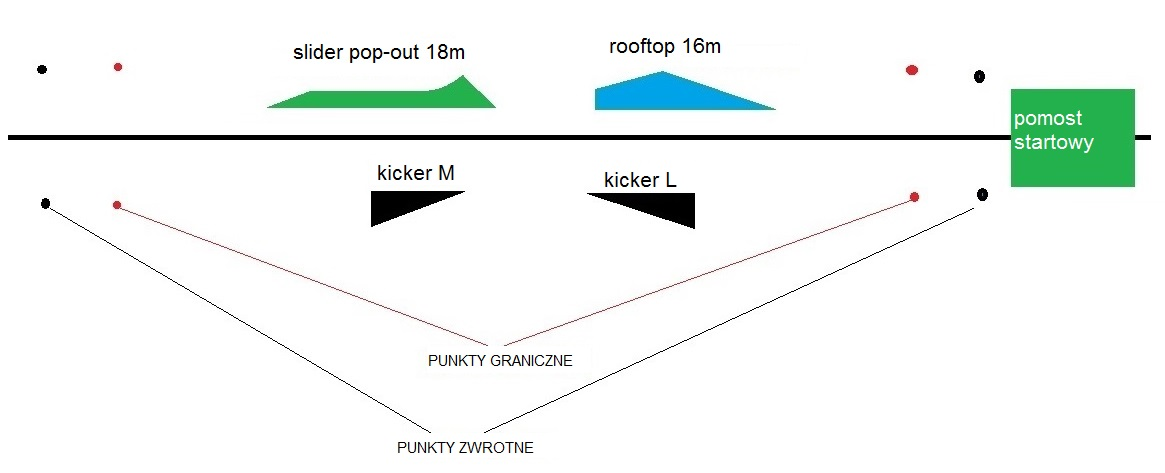 slider pop-out 18m
rooftop 16m
pomost
startowy
kicker M
kicker L
PUNKTY GRANICZNE
PUNKTY ZWROTNE